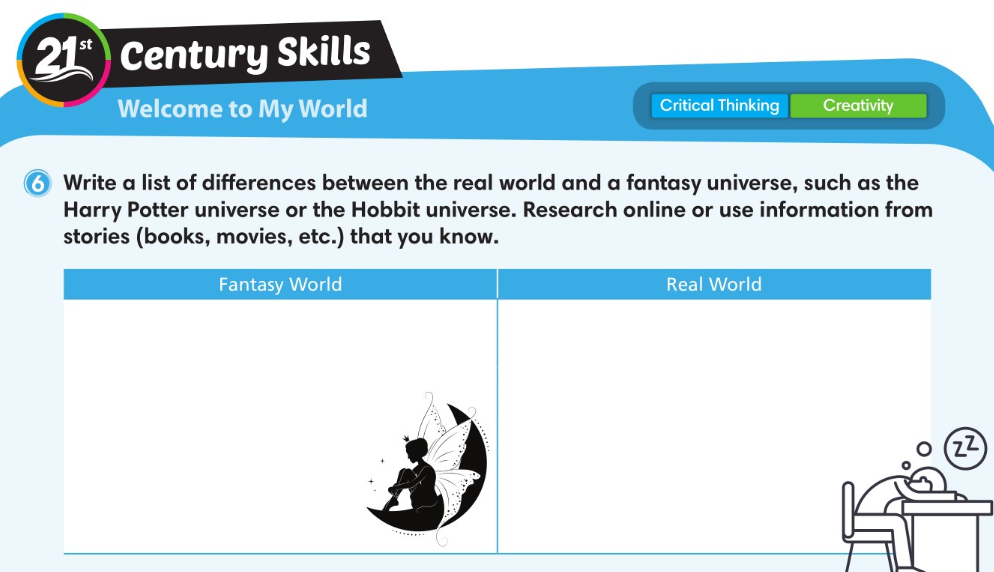 21st Century Skills
Welcome to My World
Critical Thinking Creativity
6 Write a list of differences between the real world and a fantasy universe, such as the
Harry Potter universe or the Hobbit universe. Research online or use information from
stories (books, movies, etc.) that you know.
Fantasy World Real World
ZZ